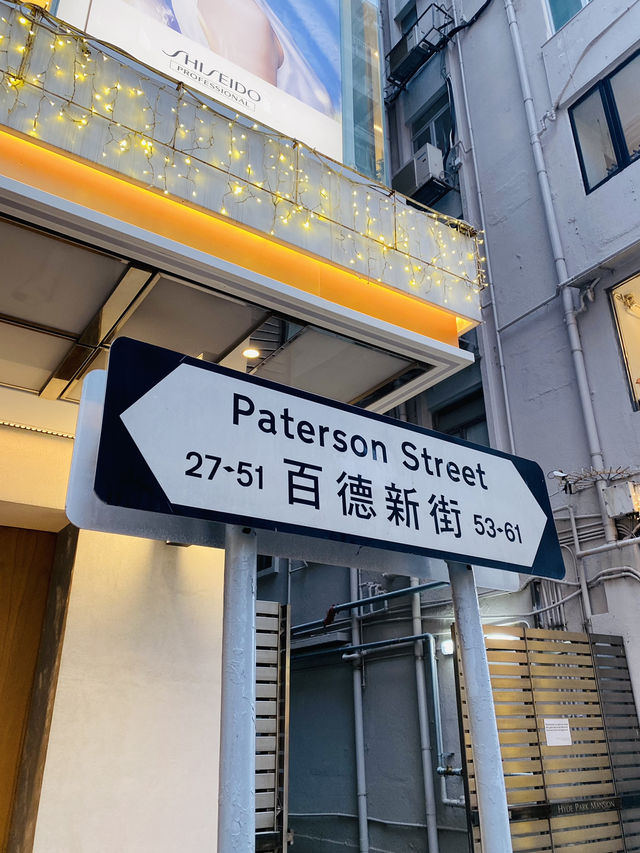 SHISEIDO
PROFESSIONAL
Paterson Street
27-51 百德新街 53-61
HYDE PARK MANSION